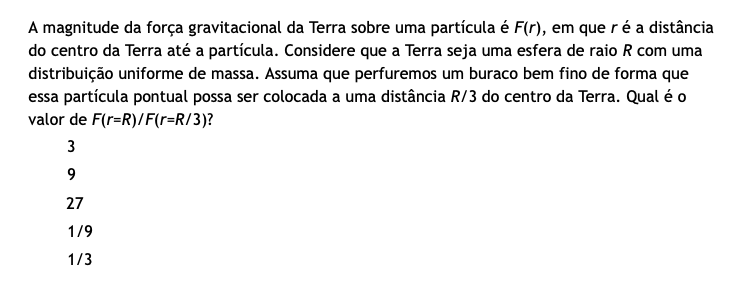 A magnitude da força gravitacional da Terra sobre uma partícula é F(r), em que r é a distância
do centro da Terra até a partícula. Considere que a Terra seja uma esfera de raio R com uma
distribuição uniforme de massa. Assuma que perfuremos um buraco bem fino de forma que
essa partícula pontual possa ser colocada a uma distância R/3 do centro da Terra. Qual é o
valor de F(r=R)/F(r=R/3)?
3
9
27
1/9
1/3